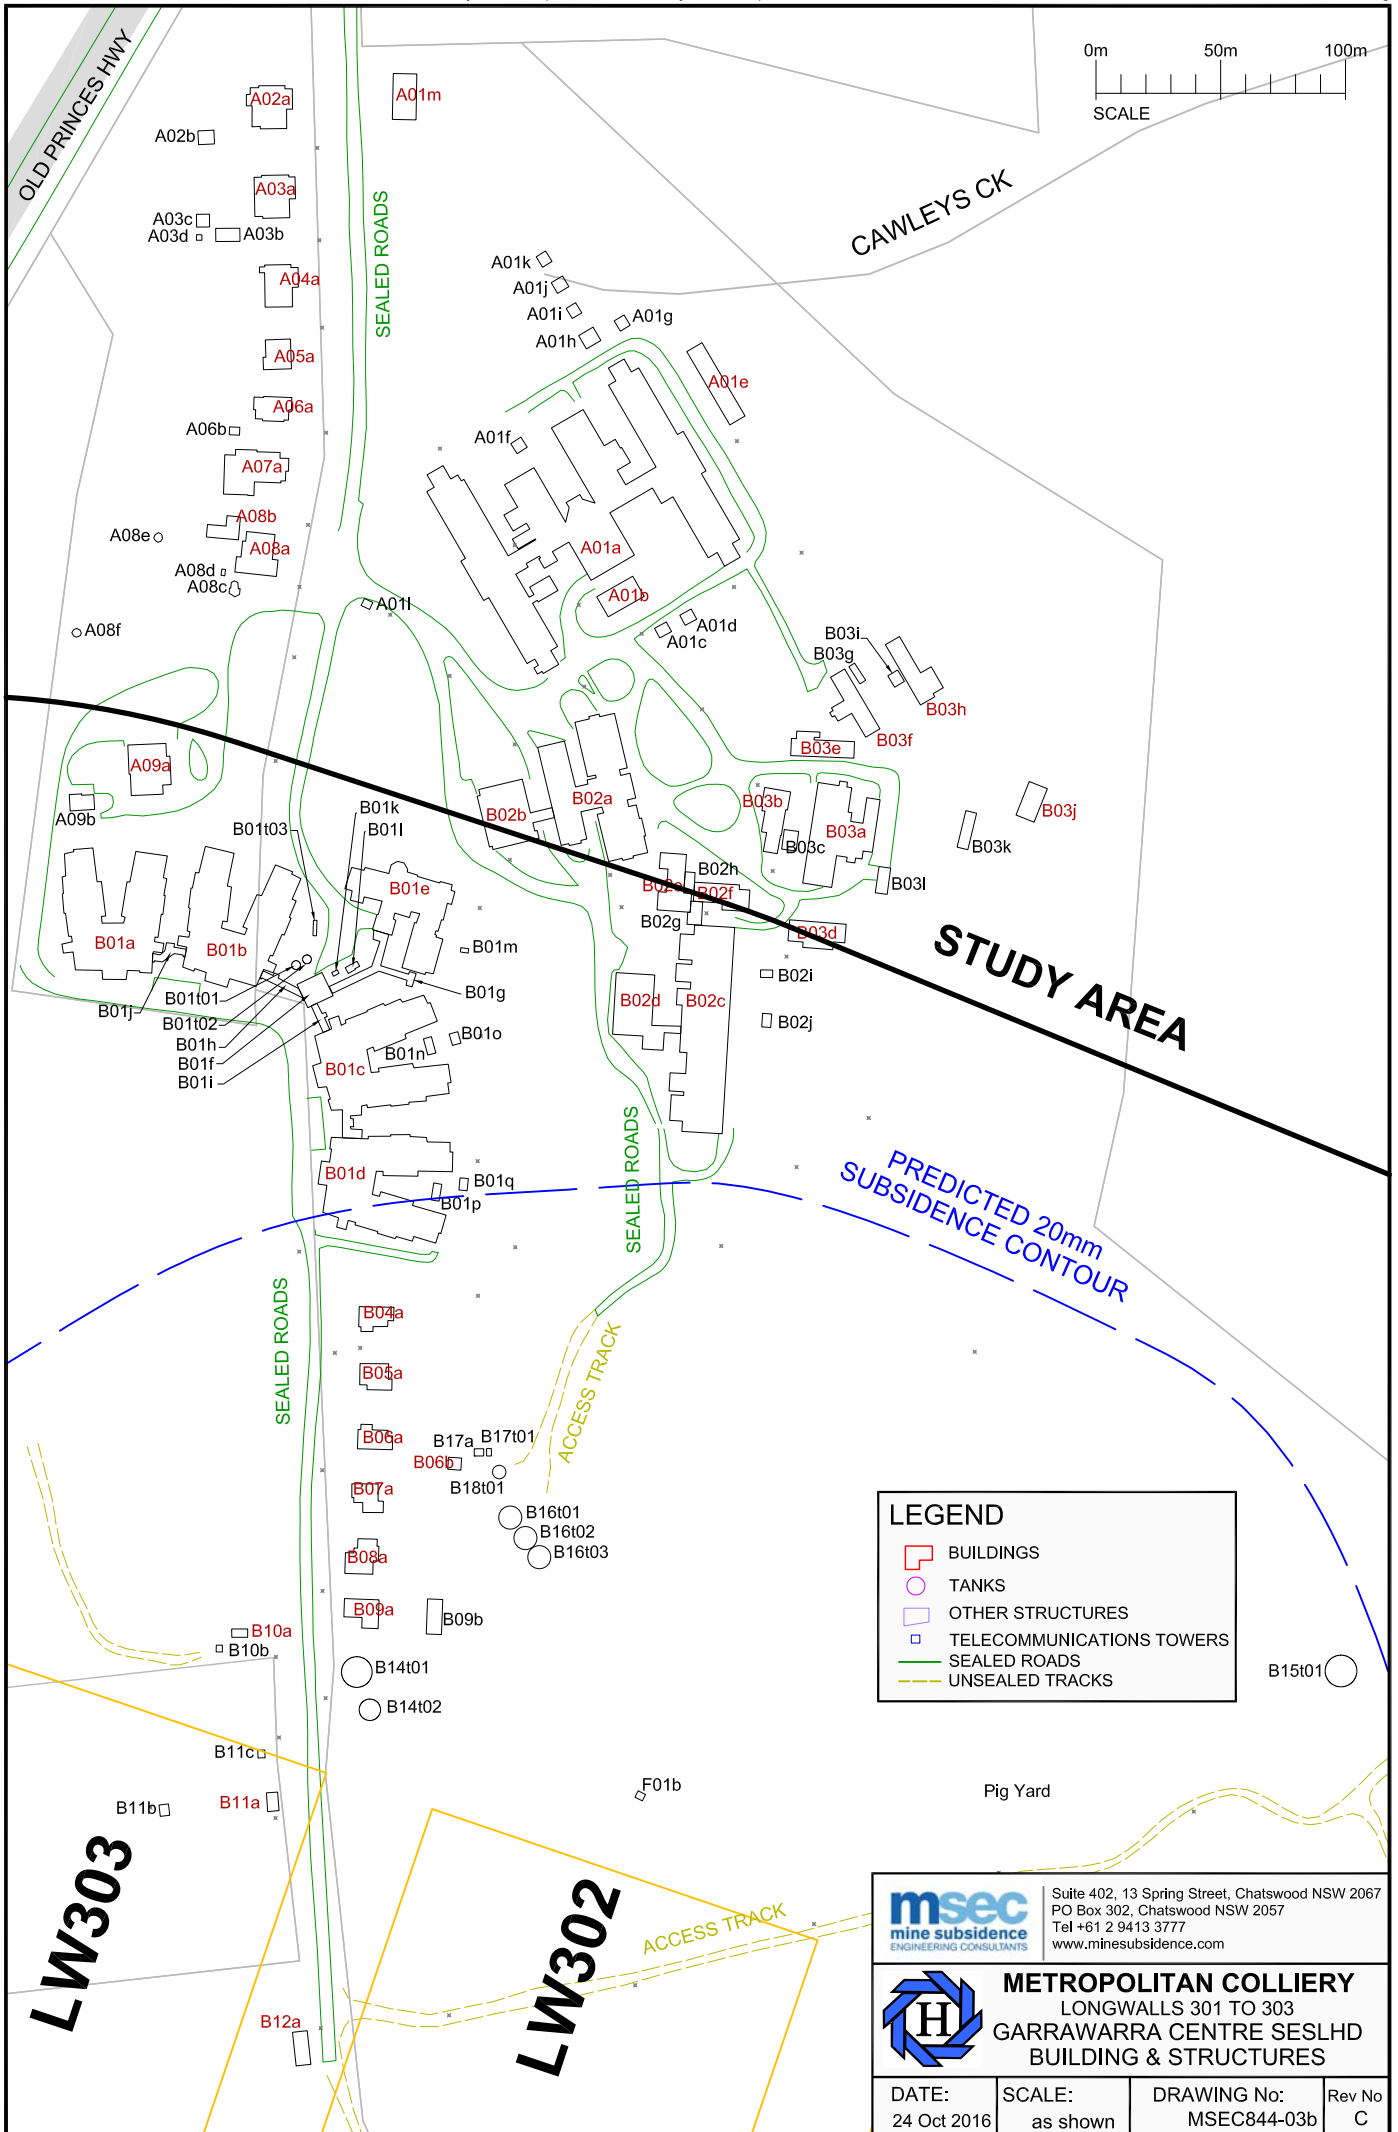 0m 50m 100m
SCALE
OLD PRINCES HWY
CAWLEYS CK
SEALED ROADS
A02a
A01m
A02b
A03a
A03c
A03d
A03b
A04a
A05a
A06a
A06b
A07a
A08b
A08e
A08a
A08d
A08c
A08f
A01k
A01j
A01i
A01g
A01h
A01e
A01f
A01a
A01b
A01l
A01d
A01c
B03i
B03g
B03h
B03f
B03e
A09a
A09b
B02a
B02b
B03b
B03a
B03c
B03j
B03k
B03l
B01k
B01l
B01t03
B01e
B02h
B02f
B02g
B03d
B01a
B01b
B01m
B01g
B01t01
B01j
B01t02
B01h
B01f
B01i
B02d
B02c
B02i
B02j
B01o
B01n
B01c
STUDY AREA
B01d
B01q
B01p
SEALED ROADS
PREDICTED 20mm
SUBSIDENCE CONTOUR
SEALED ROADS
ACCESS TRACK
B04a
B05a
B06a
B17a
B17t01
B06b
B18t01
B07a
B16t01
B16t02
B16t03
B08a
B09a
B09b
B10a
B10b
B14t01
B14t02
B15t01
B11c
B11a
B11b
F01b
Pig Yard
LW303
LW302
ACCESS TRACK
B12a
LEGEND
BUILDINGS
TANKS
OTHER STRUCTURES
TELECOMMUNICATIONS TOWERS
SEALED ROADS
UNSEALED TRACKS
msec
mine subsidence
ENGINEERING CONSULTANTS
Suite 402, 13 Spring Street, Chatswood NSW 2067
PO Box 302, Chatswood NSW 2057
Tel +61 2 9413 3777
www.minesubsidence.com
H
METROPOLITAN COLLIERY
LONGWALLS 301 TO 303
GARRAWARRA CENTRE SESLHD
BUILDING & STRUCTURES
DATE: SCALE: DRAWING No: Rev No
24 Oct 2016 as shown MSEC844-03b C